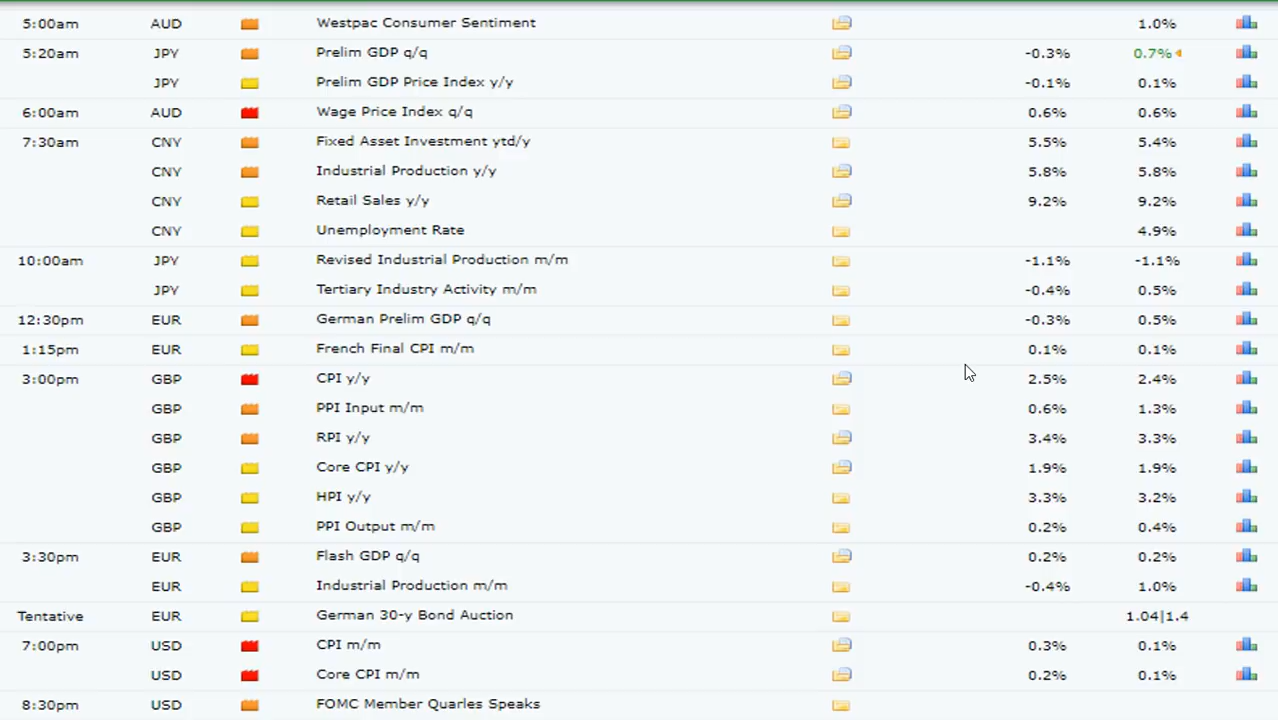 5:00am AUD Westpac Consumer Sentiment 1.0%
5:20am JPY Prelim GDP q/q -0.3% 0.7%
JPY Prelim GDP Price Index y/y -0.1% 0.1%
6:00am AUD Wage Price Index q/q 0.6% 0.6%
7:30am CNY Fixed Asset Investment ytd/y 5.5% 5.4%
CNY Industrial Production y/y 5.8% 5.8%
CNY Retail Sales y/y 9.2% 9.2%
CNY Unemployment Rate 4.9%
10:00am JPY Revised Industrial Production m/m -1.1% -1.1%
JPY Tertiary Industry Activity m/m -0.4% 0.5%
12:30pm EUR German Prelim GDP q/q -0.3% 0.5%
1:15pm EUR French Final CPI m/m 0.1% 0.1%
3:00pm GBP CPI y/y 2.5% 2.4%
GBP PPI Input m/m 0.6% 1.3%
GBP RPI y/y 3.4% 3.3%
GBP Core CPI y/y 1.9% 1.9%
GBP HPI y/y 3.3% 3.2%
GBP PPI Output m/m 0.2% 0.4%
3:30pm EUR Flash GDP q/q 0.2% 0.2%
EUR Industrial Production m/m -0.4% 1.0%
Tentative EUR German 30-y Bond Auction 1.04|1.4
7:00pm USD CPI m/m 0.3% 0.1%
USD Core CPI m/m 0.2% 0.1%
8:30pm USD FOMC Member Quarles Speaks